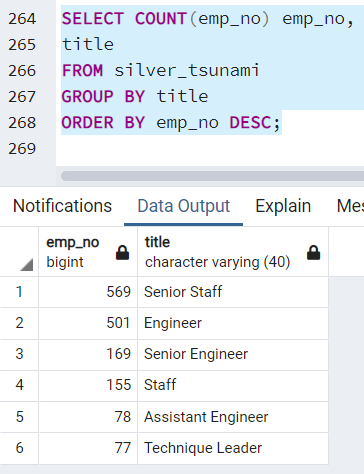 264 SELECT COUNT(emp_no) emp_no,
265 title
266 FROM silver_tsunami
267 GROUP BY title
268 ORDER BY emp_no DESC;
269
Notifications Data Output Explain Mes
emp_no title
bigint character varying (40)
1 569 Senior Staff
2 501 Engineer
3 169 Senior Engineer
4 155 Staff
5 78 Assistant Engineer
6 77 Technique Leader